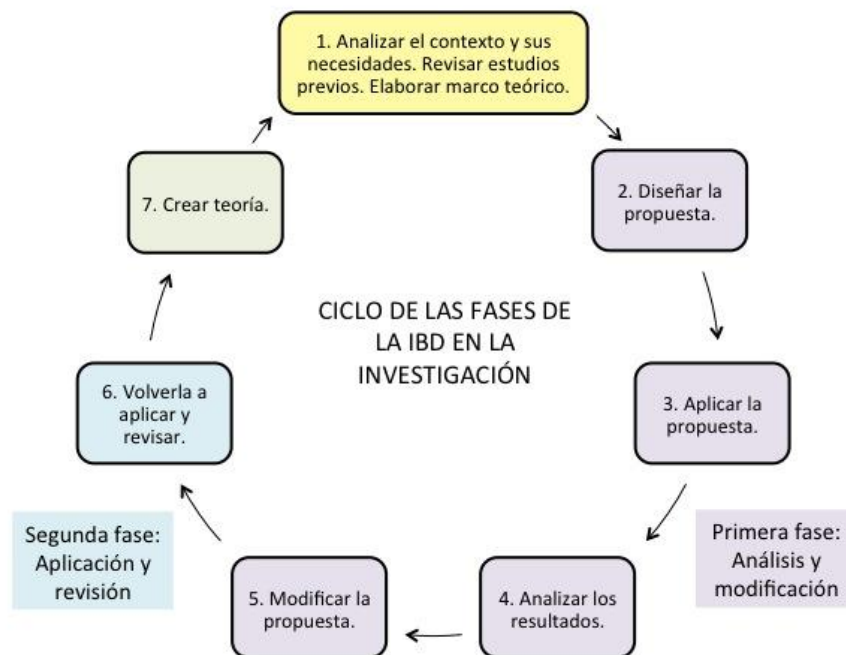 1. Analizar el contexto y sus
necesidades. Revisar estudios
previos. Elaborar marco teórico.
2. Diseñar la
propuesta.
3. Aplicar la
propuesta.
4. Analizar los
resultados.
5. Modificar la
propuesta.
6. Volverla a
aplicar y
revisar.
7. Crear teoría.
CICLO DE LAS FASES DE
LA IBD EN LA
INVESTIGACIÓN
Primera fase:
Análisis y
modificación
Segunda fase:
Aplicación y
revisión